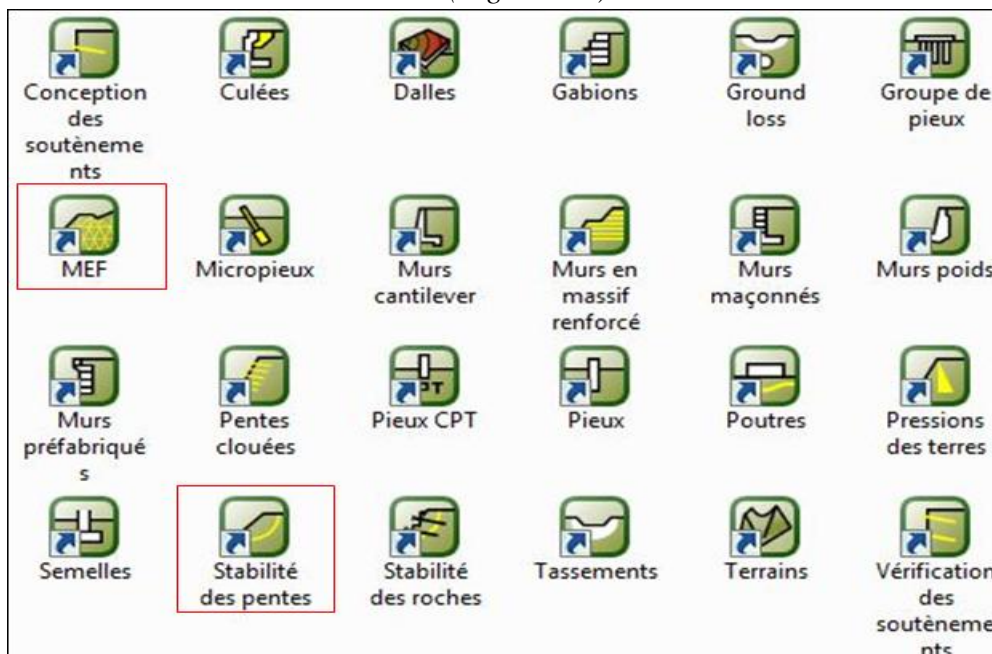 Conception
des
soutèneme
nts
Culées
Dalles
Gabions
Ground
loss
Groupe de
pieux
MEF
Micropieux
Murs
cantilever
Murs en
massif
renforcé
Murs
maçonnés
Murs poids
Murs
préfabriqué
s
Pentes
clouées
Pieux CPT
Pieux
Poutres
Pressions
des terres
Semelles
Stabilité
des pentes
Stabilité
des roches
Tassements
Terrains
Vérification
des
soutèneme
nts